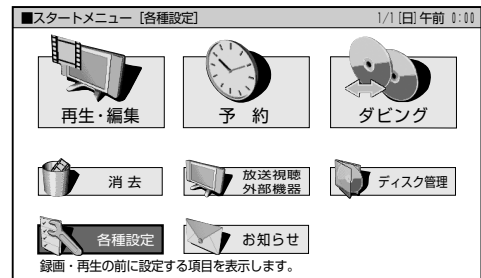 ■スタートメニュー［各種設定］ 1/1［日］午前 0:00
再生・編集 予 約 ダビング
消 去 放送視聴 外部機器 ディスク管理
各種設定 お知らせ
録画・再生の前に設定する項目を表示します。